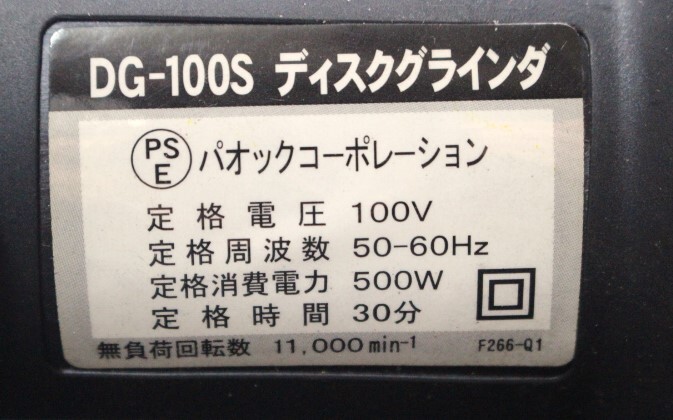 DG-100S ディスクグラインダ
PS
E パオックコーポレーション
定格電圧 100V
定格周波数 50-60Hz
定格消費電力 500W
定格時間 30分
無負荷回転数 11,000 min⁻¹ F266-Q1